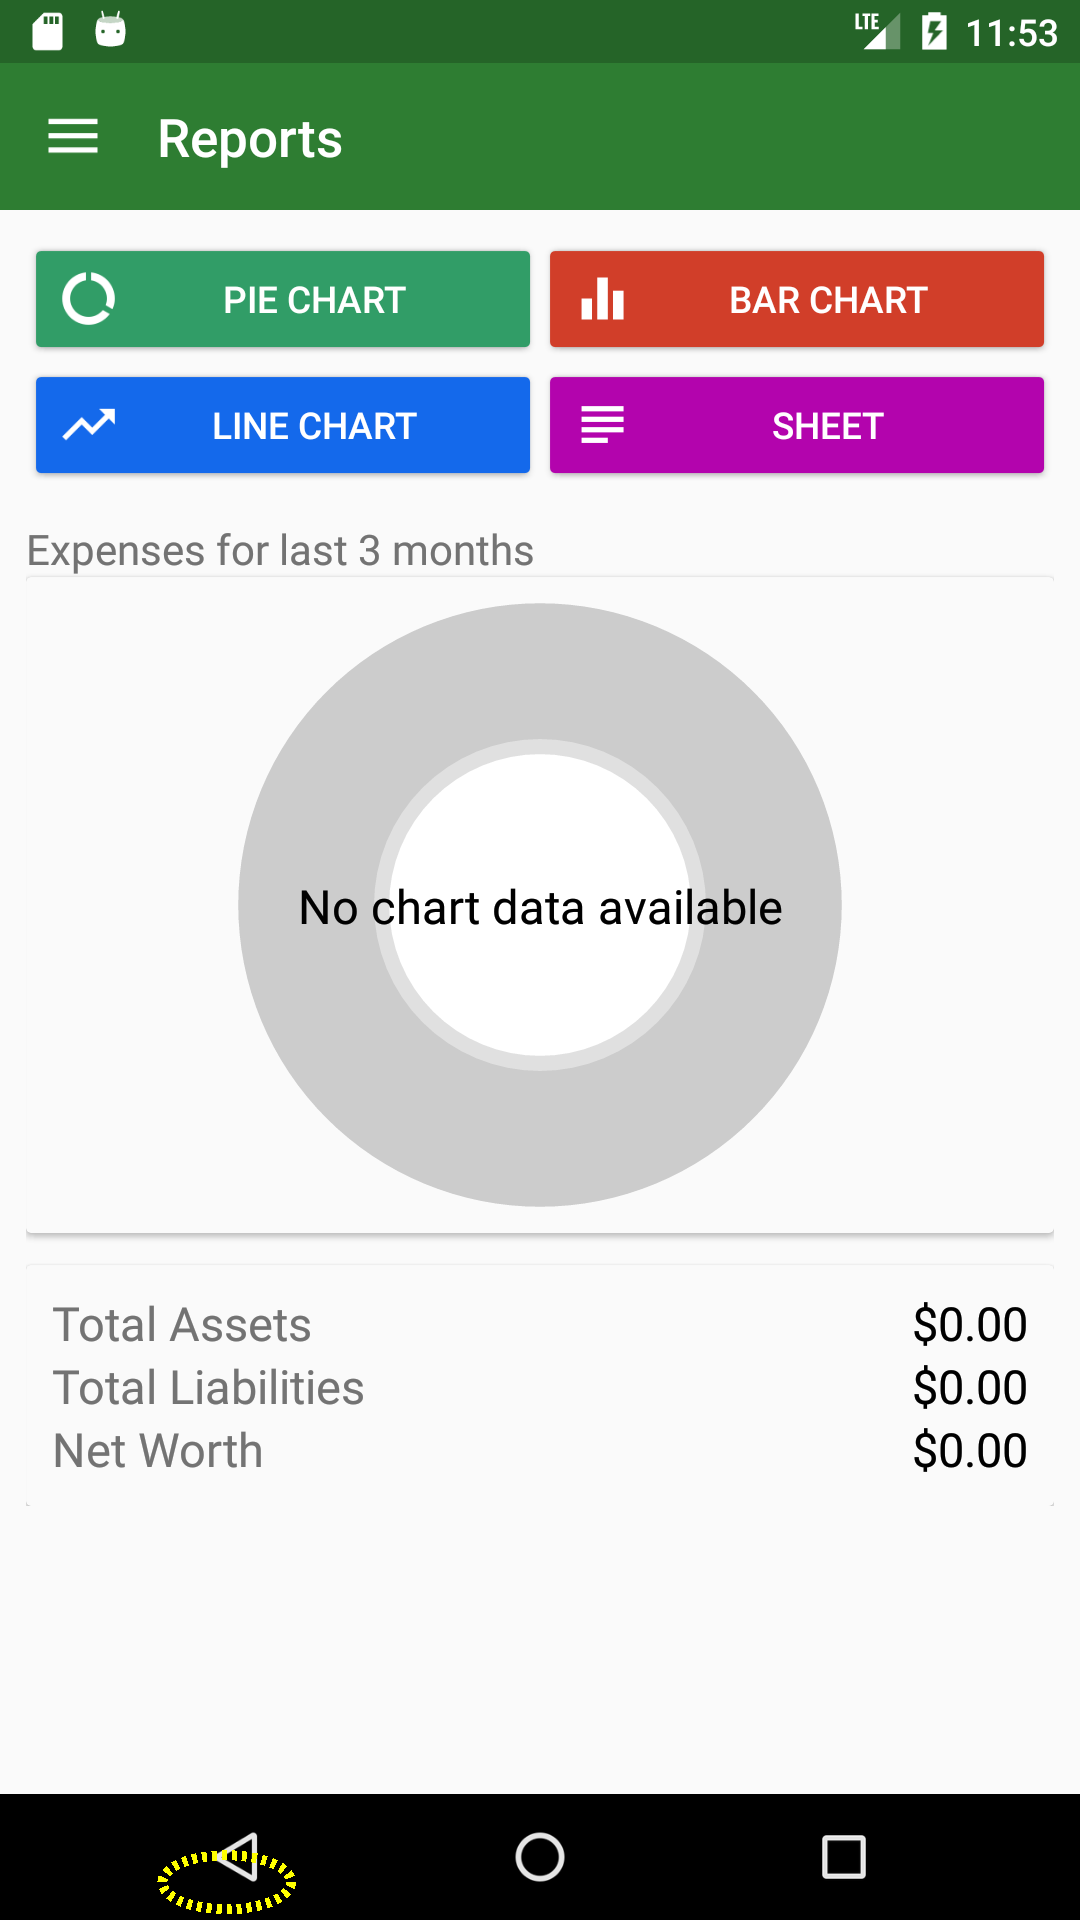 LTE 11:53
Reports
PIE CHART BAR CHART
LINE CHART SHEET
Expenses for last 3 months
No chart data available
Total Assets $0.00
Total Liabilities $0.00
Net Worth $0.00